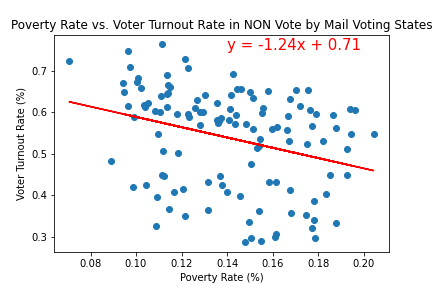 Poverty Rate vs. Voter Turnout Rate in NON Vote by Mail Voting States
y = -1.24x + 0.71
Voter Turnout Rate (%)
0.7
0.6
0.5
0.4
0.3
0.08 0.10 0.12 0.14 0.16 0.18 0.20
Poverty Rate (%)